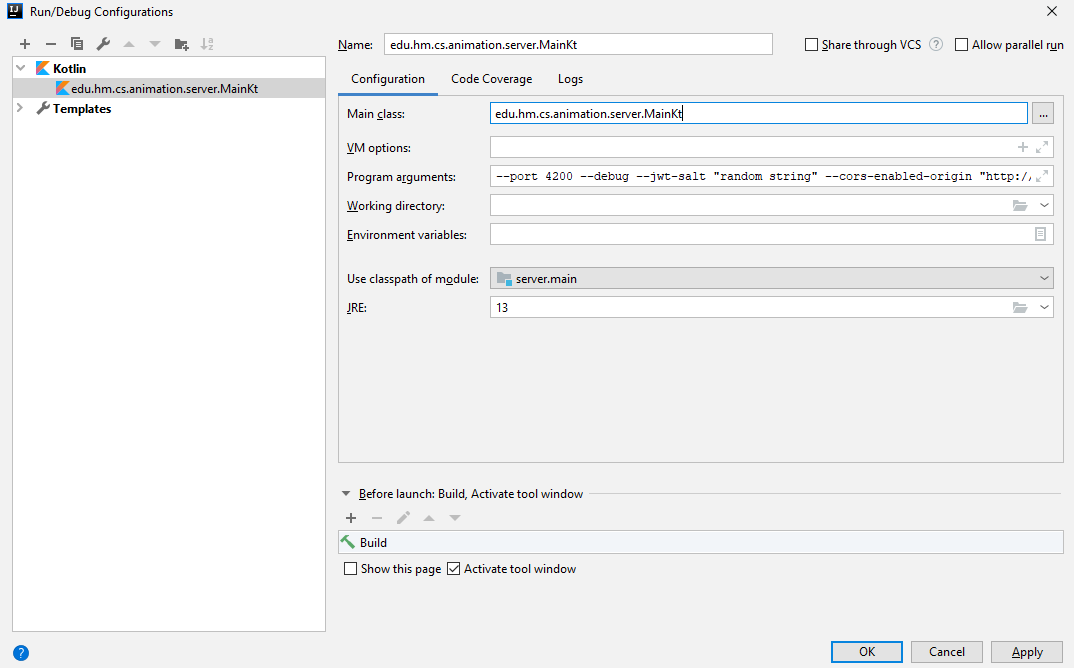 Run/Debug Configurations
Name: edu.hm.cs.animation.server.MainKt Share through VCS ? Allow parallel run
Kotlin
edu.hm.cs.animation.server.MainKt
Templates
Configuration Code Coverage Logs
Main class: edu.hm.cs.animation.server.MainKt ...
VM options:
Program arguments: --port 4200 --debug --jwt-salt "random string" --cors-enabled-origin "http:/
Working directory:
Environment variables:
Use classpath of module: server.main
JRE: 13
Before launch: Build, Activate tool window
Build
Show this page Activate tool window
? OK Cancel Apply